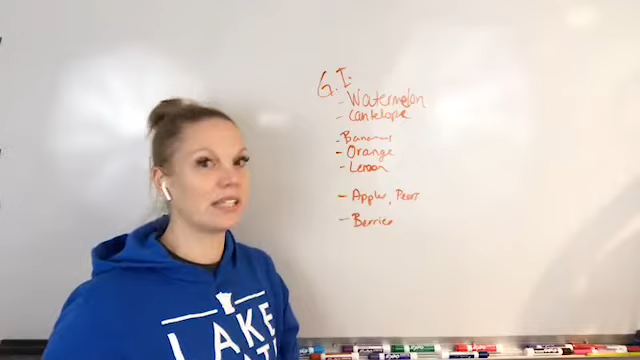 G.I.
- Watermelon
- Cantelope
- Bananas
- Orange
- Lemon
- Apple, Pear
- Berries
LAKE